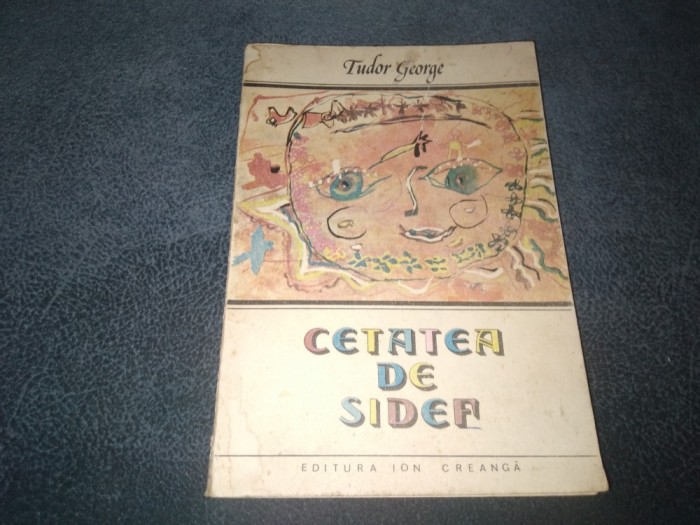 Tudor George
CETATEA
DE
SIDEF
EDITURA ION CREANGĂ